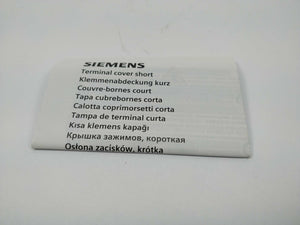 SIEMENS
Terminal cover short
Klemmenabdeckung kurz
Couvre-bornes court
Tapa cubrebornes corta
Calotta coprimorsetti corta
Tampa de terminal curta
Kısa klemens kapağı
Крышка зажимов, короткая
Osłona zacisków, krótka